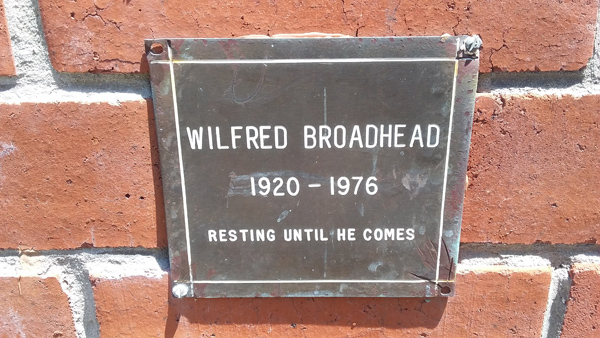 WILFRED BROADHEAD
1920 - 1976
RESTING UNTIL HE COMES